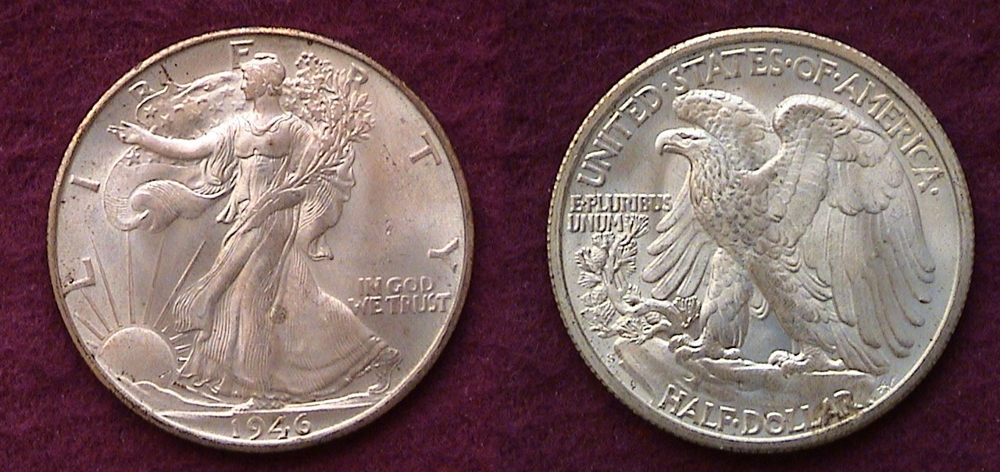 LIBERTY
IN GOD
WE TRUST
1946
UNITED·STATES·OF·AMERICA·
E·PLURIBUS
UNUM
HALF·DOLLAR